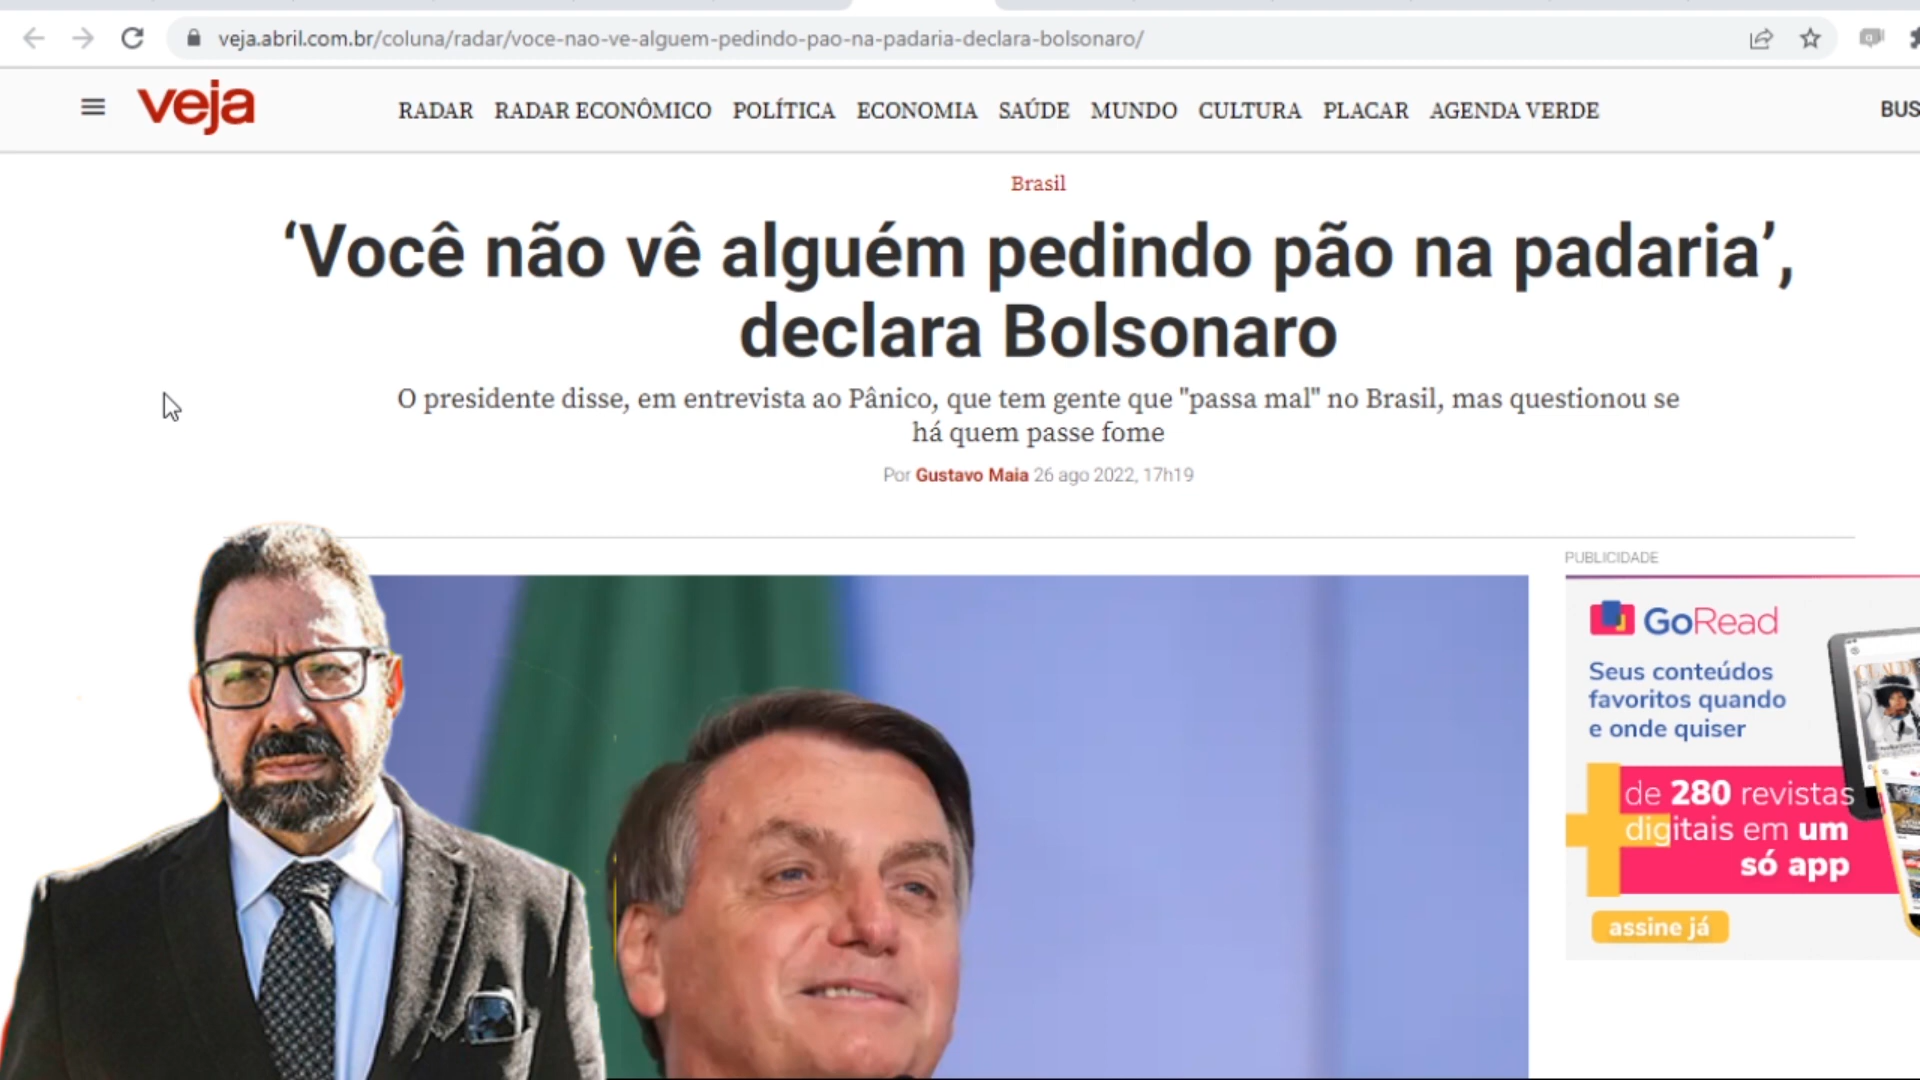 veja.abril.com.br/coluna/radar/voce-nao-ve-alguem-pedindo-pao-na-padaria-declara-bolsonaro/
veja
RADAR RADAR ECONÔMICO POLÍTICA ECONOMIA SAÚDE MUNDO CULTURA PLACAR AGENDA VERDE
BUS
Brasil
‘Você não vê alguém pedindo pão na padaria’,
declara Bolsonaro
O presidente disse, em entrevista ao Pânico, que tem gente que "passa mal" no Brasil, mas questionou se
há quem passe fome
Por Gustavo Maia 26 ago 2022, 17h19
PUBLICIDADE
GoRead
Seus conteúdos
favoritos quando
e onde quiser
de 280 revistas
digitais em um
só app
assine já